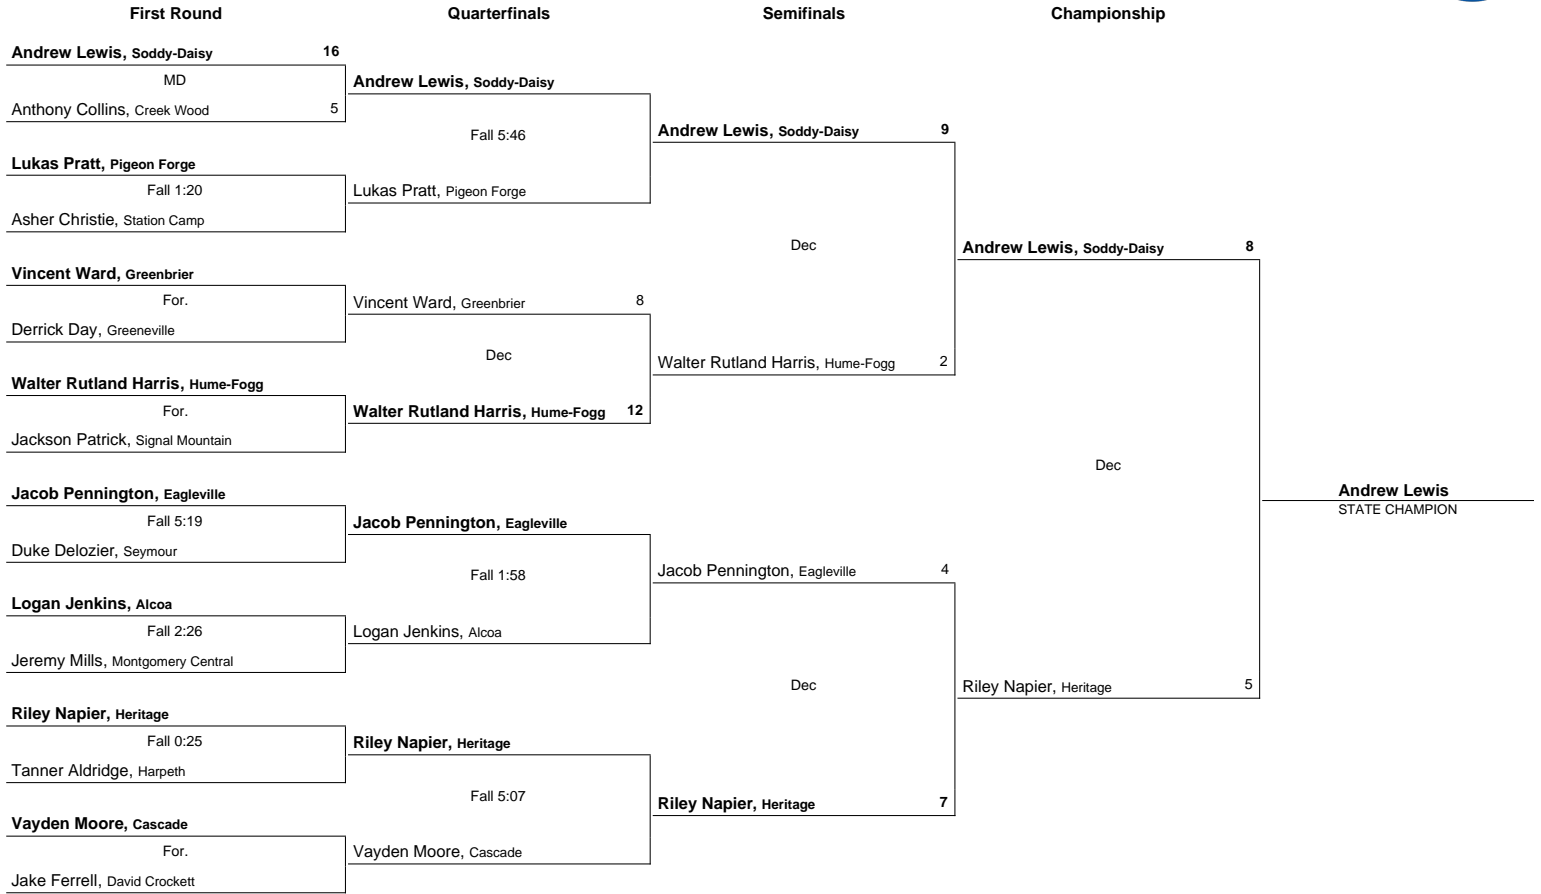 First Round
Quarterfinals
Semifinals
Championship
Andrew Lewis, Soddy-Daisy 16
MD
Anthony Collins, Creek Wood 5
Lukas Pratt, Pigeon Forge
Fall 1:20
Asher Christie, Station Camp
Vincent Ward, Greenbrier
For.
Derrick Day, Greeneville
Walter Rutland Harris, Hume-Fogg
For.
Jackson Patrick, Signal Mountain
Jacob Pennington, Eagleville
Fall 5:19
Duke Delozier, Seymour
Logan Jenkins, Alcoa
Fall 2:26
Jeremy Mills, Montgomery Central
Riley Napier, Heritage
Fall 0:25
Tanner Aldridge, Harpeth
Vayden Moore, Cascade
For.
Jake Ferrell, David Crockett
Andrew Lewis, Soddy-Daisy
Fall 5:46
Lukas Pratt, Pigeon Forge
Vincent Ward, Greenbrier 8
Dec
Walter Rutland Harris, Hume-Fogg 12
Jacob Pennington, Eagleville
Fall 1:58
Logan Jenkins, Alcoa
Riley Napier, Heritage
Fall 5:07
Vayden Moore, Cascade
Andrew Lewis, Soddy-Daisy 9
Dec
Walter Rutland Harris, Hume-Fogg 2
Jacob Pennington, Eagleville 4
Dec
Riley Napier, Heritage 7
Andrew Lewis, Soddy-Daisy 8
Dec
Riley Napier, Heritage 5
Andrew Lewis
STATE CHAMPION